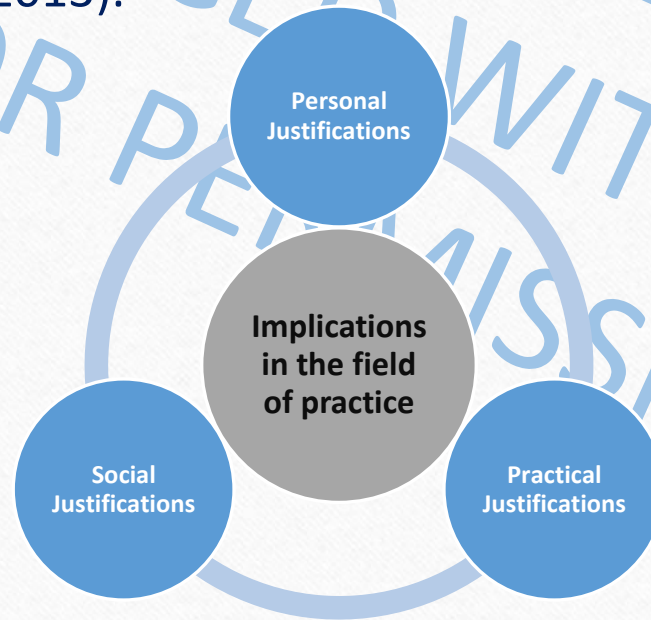 2013).
Personal
Justifications
Implications
in the field
of practice
Social
Justifications
Practical
Justifications